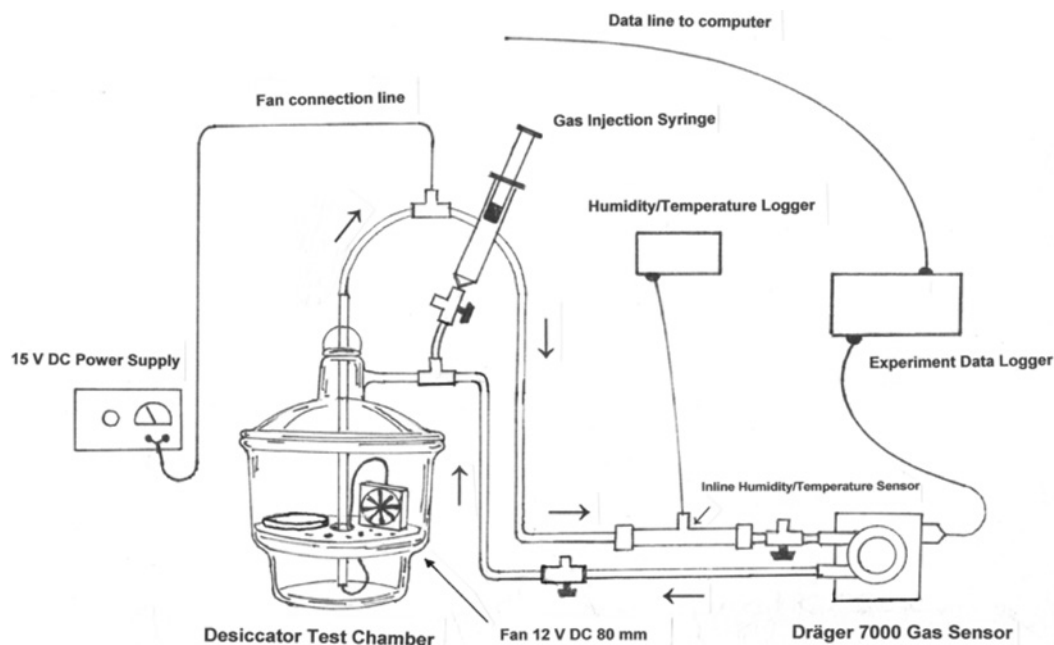 Data line to computer
Fan connection line
Gas Injection Syringe
Humidity/Temperature Logger
15 V DC Power Supply
Experiment Data Logger
Inline Humidity/Temperature Sensor
Desiccator Test Chamber
Fan 12 V DC 80 mm
Dräger 7000 Gas Sensor